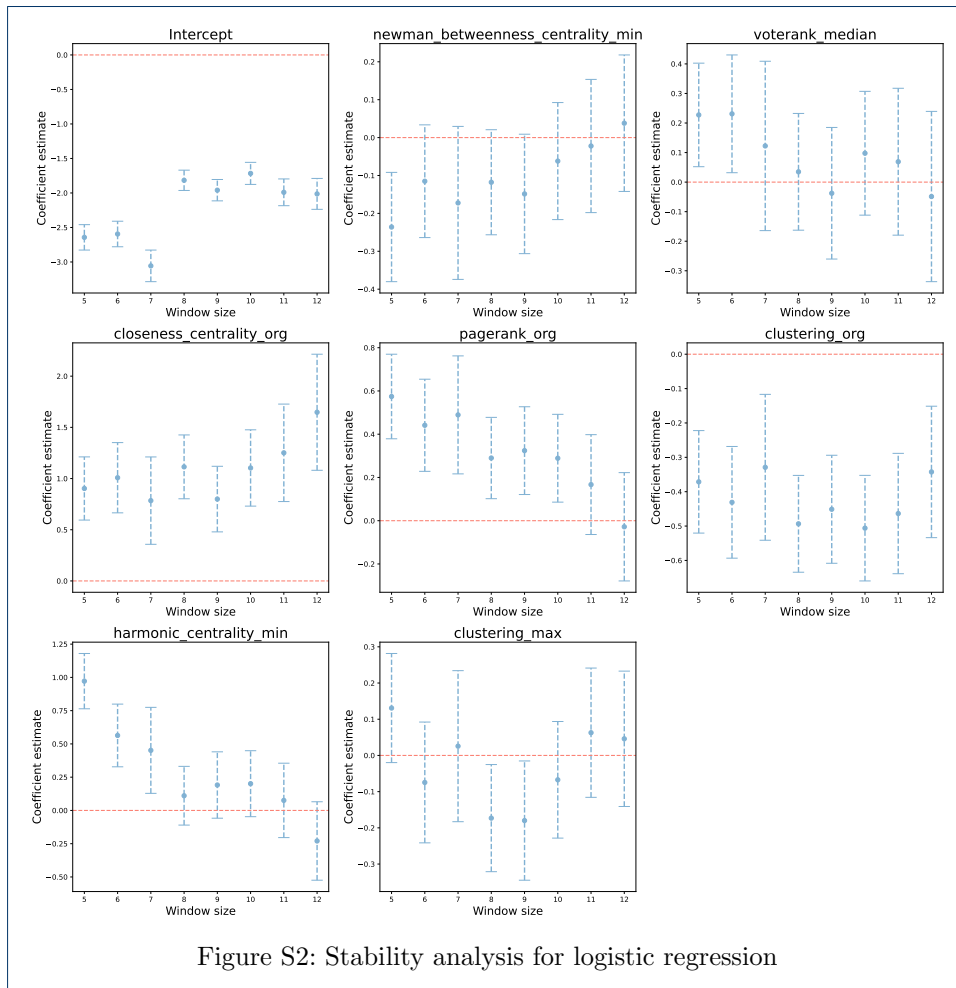 Intercept
newman_betweenness_centrality_min
voterank_median
Coefficient estimate
0.0
−0.5
−1.0
−1.5
−2.0
−2.5
−3.0
5 6 7 8 9 10 11 12
Window size
Coefficient estimate
0.2
0.1
0.0
−0.1
−0.2
−0.3
−0.4
5 6 7 8 9 10 11 12
Window size
Coefficient estimate
0.4
0.3
0.2
0.1
0.0
−0.1
−0.2
−0.3
5 6 7 8 9 10 11 12
Window size
closeness_centrality_org
pagerank_org
clustering_org
Coefficient estimate
2.0
1.5
1.0
0.5
0.0
5 6 7 8 9 10 11 12
Window size
Coefficient estimate
0.8
0.6
0.4
0.2
0.0
−0.2
5 6 7 8 9 10 11 12
Window size
Coefficient estimate
0.0
−0.1
−0.2
−0.3
−0.4
−0.5
−0.6
5 6 7 8 9 10 11 12
Window size
harmonic_centrality_min
clustering_max
Coefficient estimate
1.25
1.00
0.75
0.50
0.25
0.00
−0.25
−0.50
5 6 7 8 9 10 11 12
Window size
Coefficient estimate
0.3
0.2
0.1
0.0
−0.1
−0.2
−0.3
5 6 7 8 9 10 11 12
Window size
Figure S2: Stability analysis for logistic regression